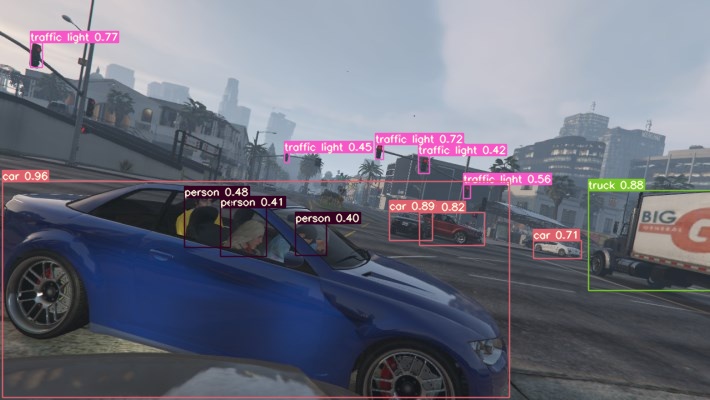 traffic light 0.77
traffic light 0.72
traffic light 0.45
traffic light 0.42
car 0.96
traffic light 0.56
truck 0.88
person 0.48
person 0.41
car 0.89
0.82
person 0.40
BIG G
GENERAL
car 0.71